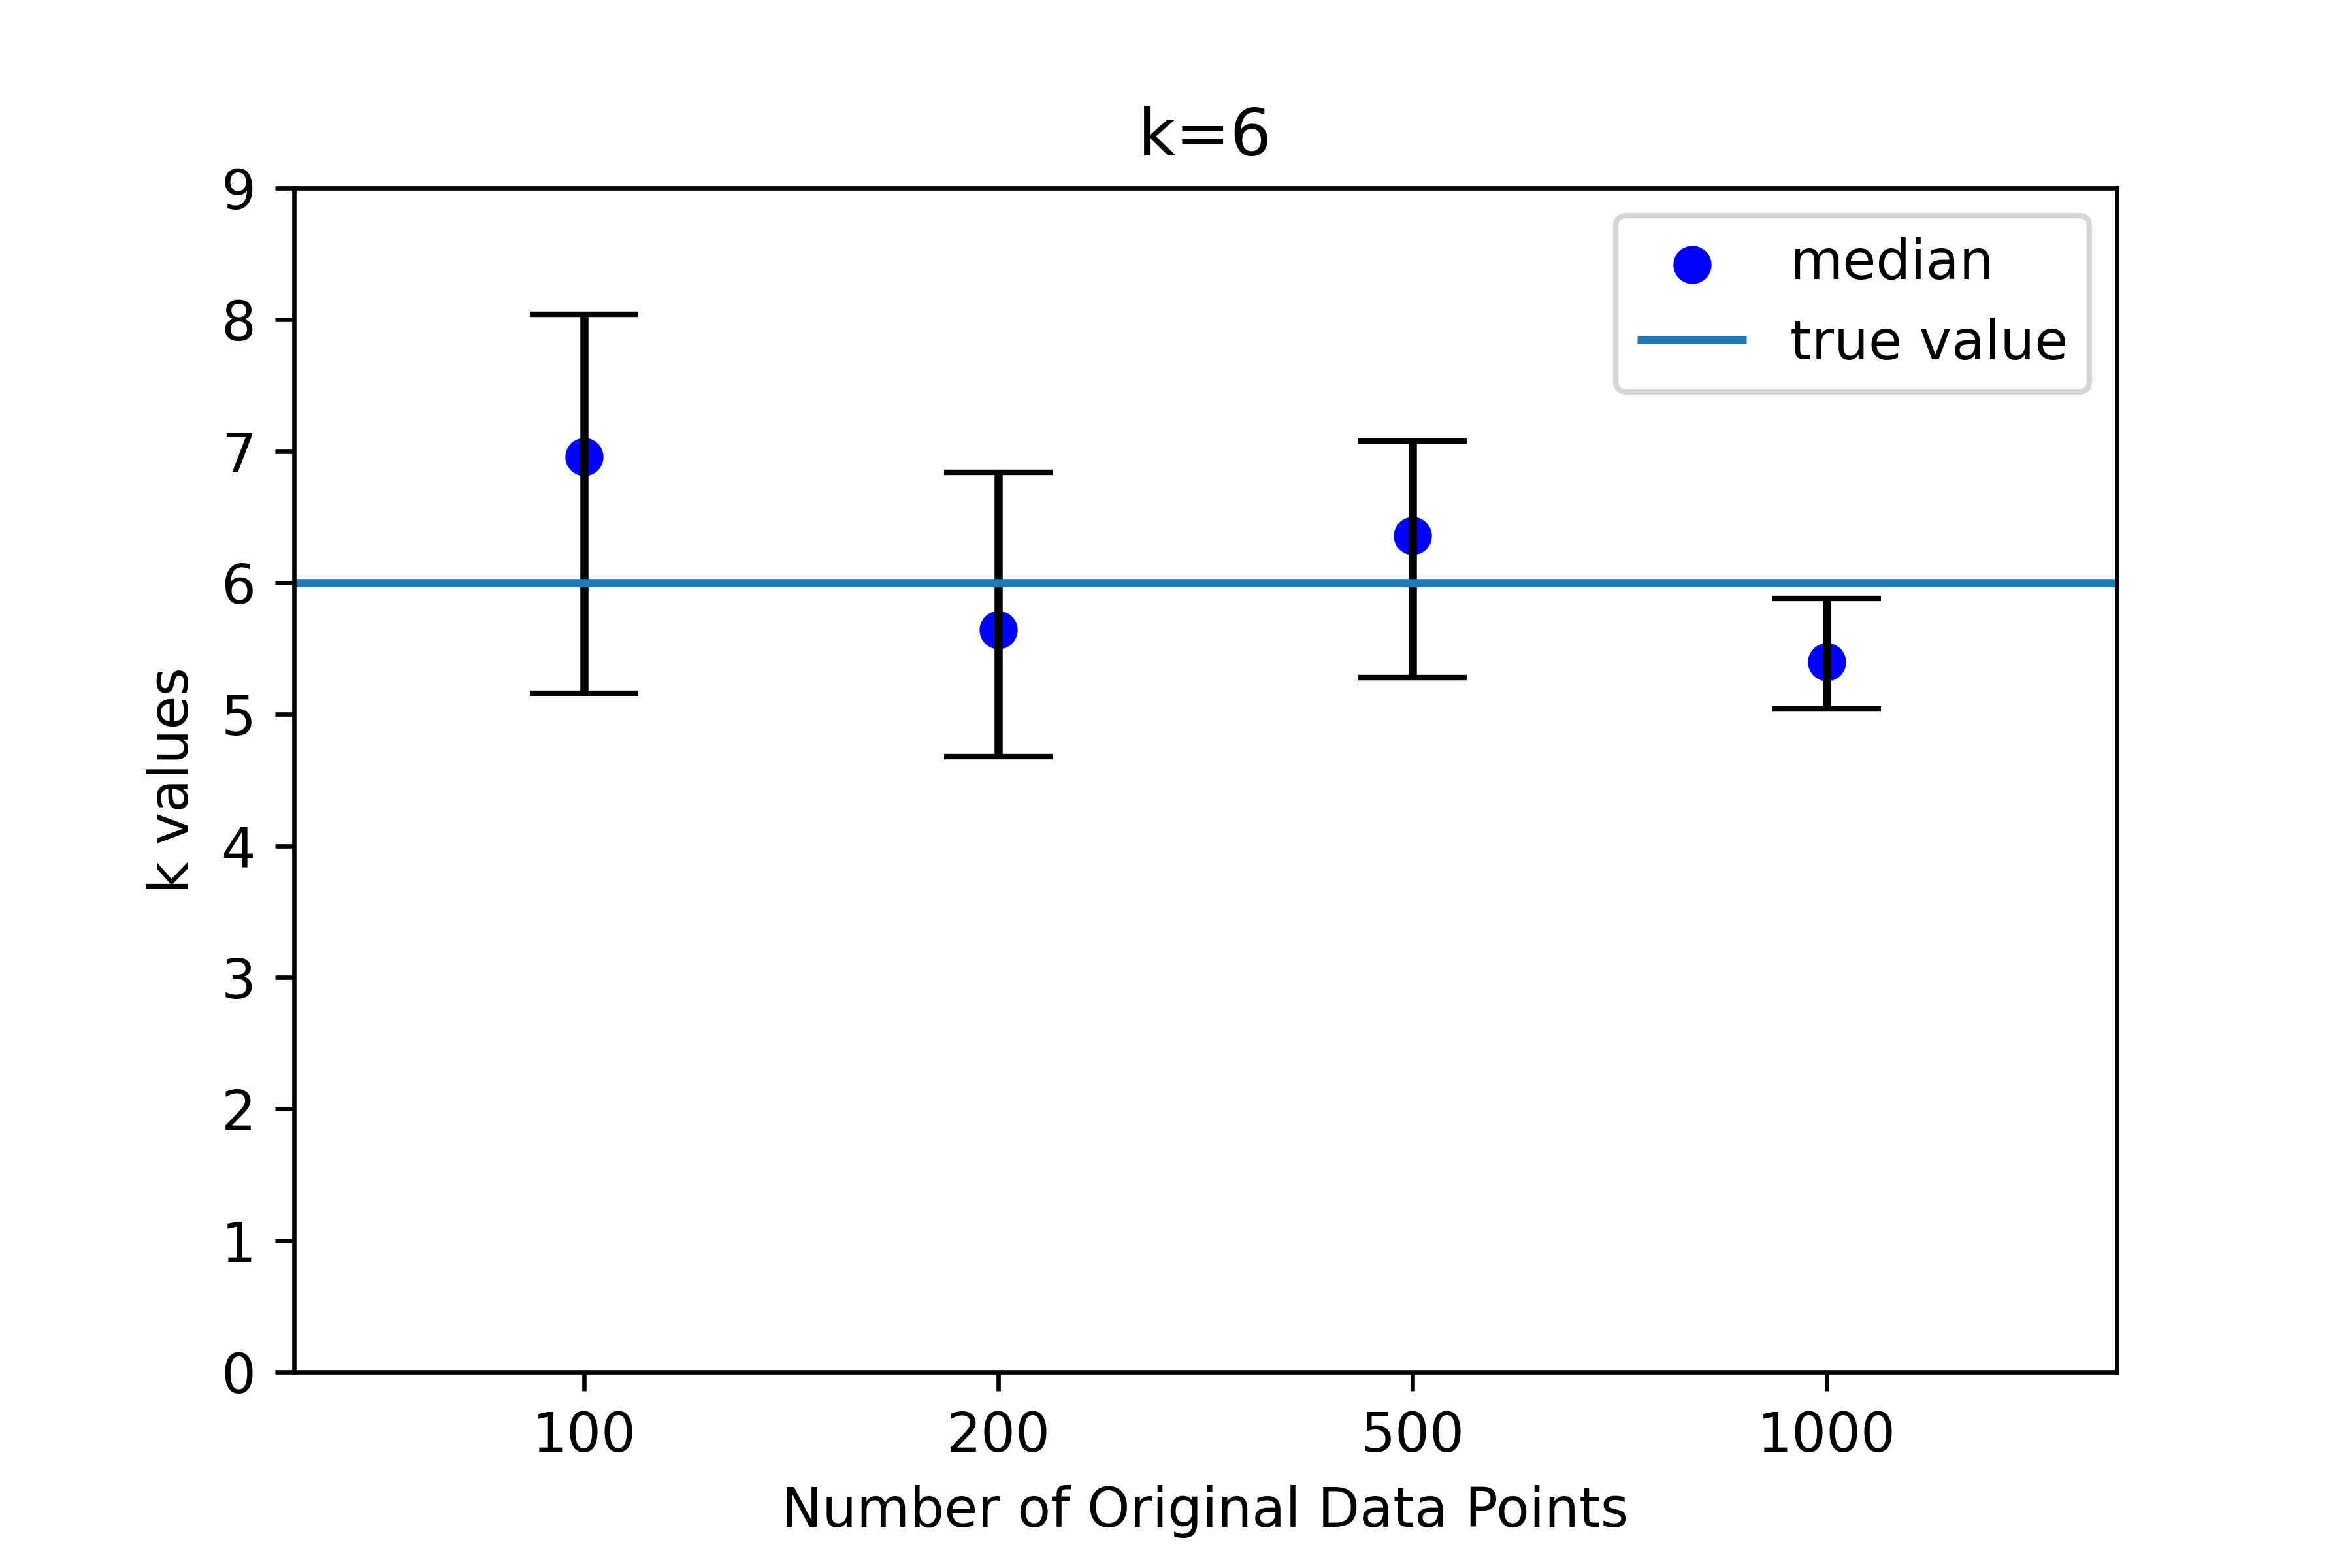 k=6
median
true value
9
8
7
6
5
4
3
2
1
0
k values
100 200 500 1000
Number of Original Data Points